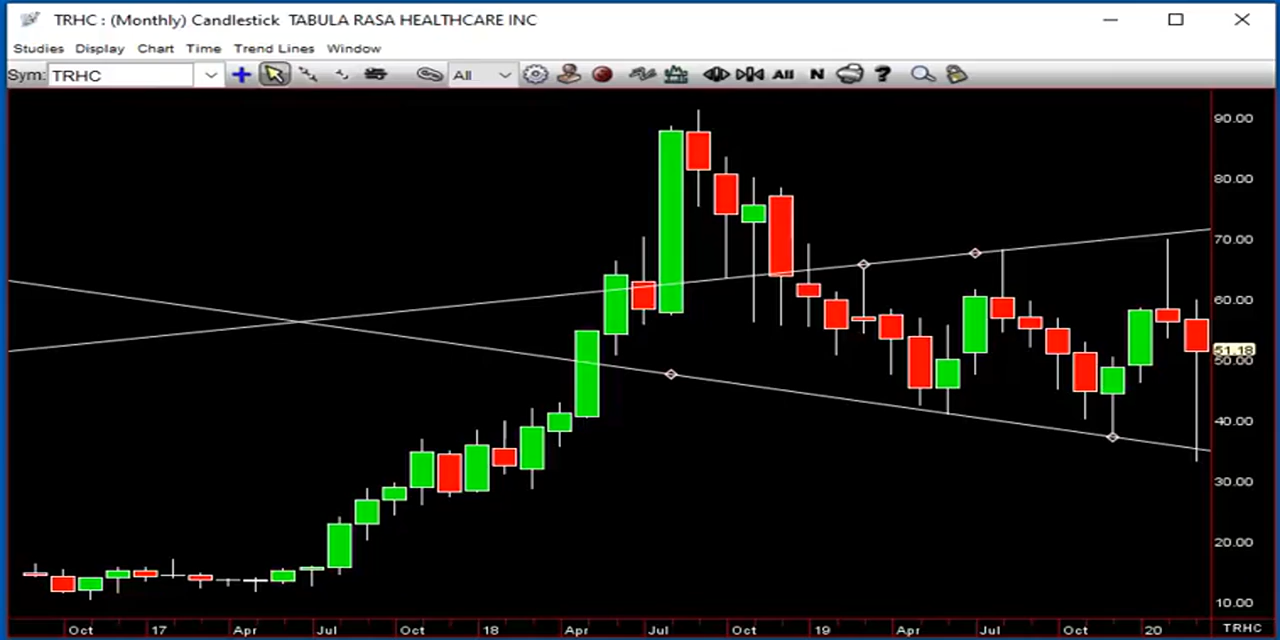 TRHC : (Monthly) Candlestick TABULA RASA HEALTHCARE INC
Studies Display Chart Time Trend Lines Window
Sym: TRHC All All N ?
90.00
80.00
70.00
60.00
51.18
50.00
40.00
30.00
20.00
10.00
Oct 17 Apr Jul Oct 18 Apr Jul Oct 19 Apr Jul Oct 20 TRHC